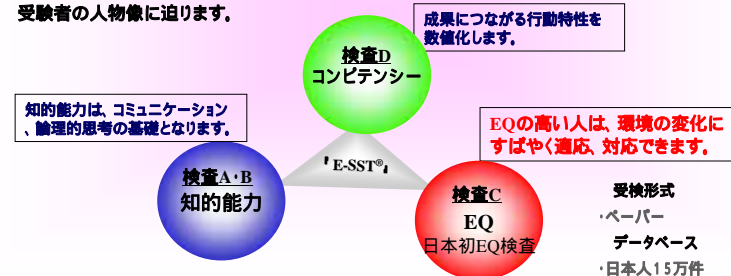 受験者の人物像に迫ります。
成果につながる行動特性を
数値化します。
検査D
コンピテンシー
知的能力は、コミュニケーション
、論理的思考の基礎となります。
EQの高い人は、環境の変化に
すばやく適応、対応できます。
「E-SST®」
検査A・B
知的能力
検査C
EQ
日本初EQ検査
受検形式
・ペーパー
データベース
・日本人15万件